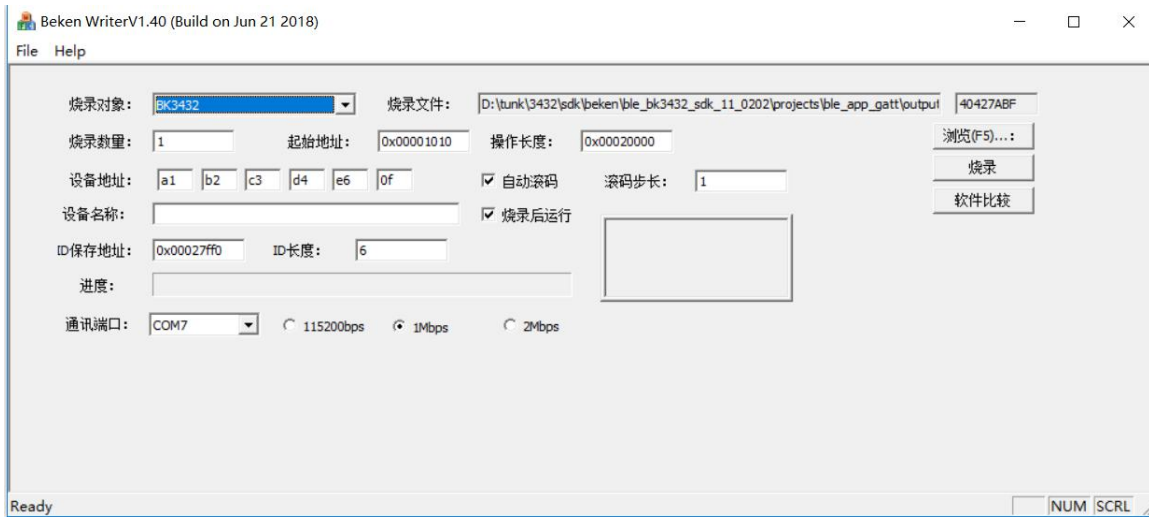 Beken WriterV1.40 (Build on Jun 21 2018)
File Help
烧录对象： BK3432 烧录文件： D:\tunk\3432\sdk\beken\ble_bk3432_sdk_11_0202\projects\ble_app_gatt\output 40427ABF
烧录数量： 1 起始地址： 0x00001010 操作长度： 0x00020000 浏览(F5)...：
设备地址： a1 b2 c3 d4 e6 0f 自动滚码 滚码步长： 1 烧录
设备名称： 烧录后运行 软件比较
ID保存地址： 0x00027ff0 ID长度： 6
进度：
通讯端口： COM7 115200bps 1Mbps 2Mbps
Ready NUM SCRL